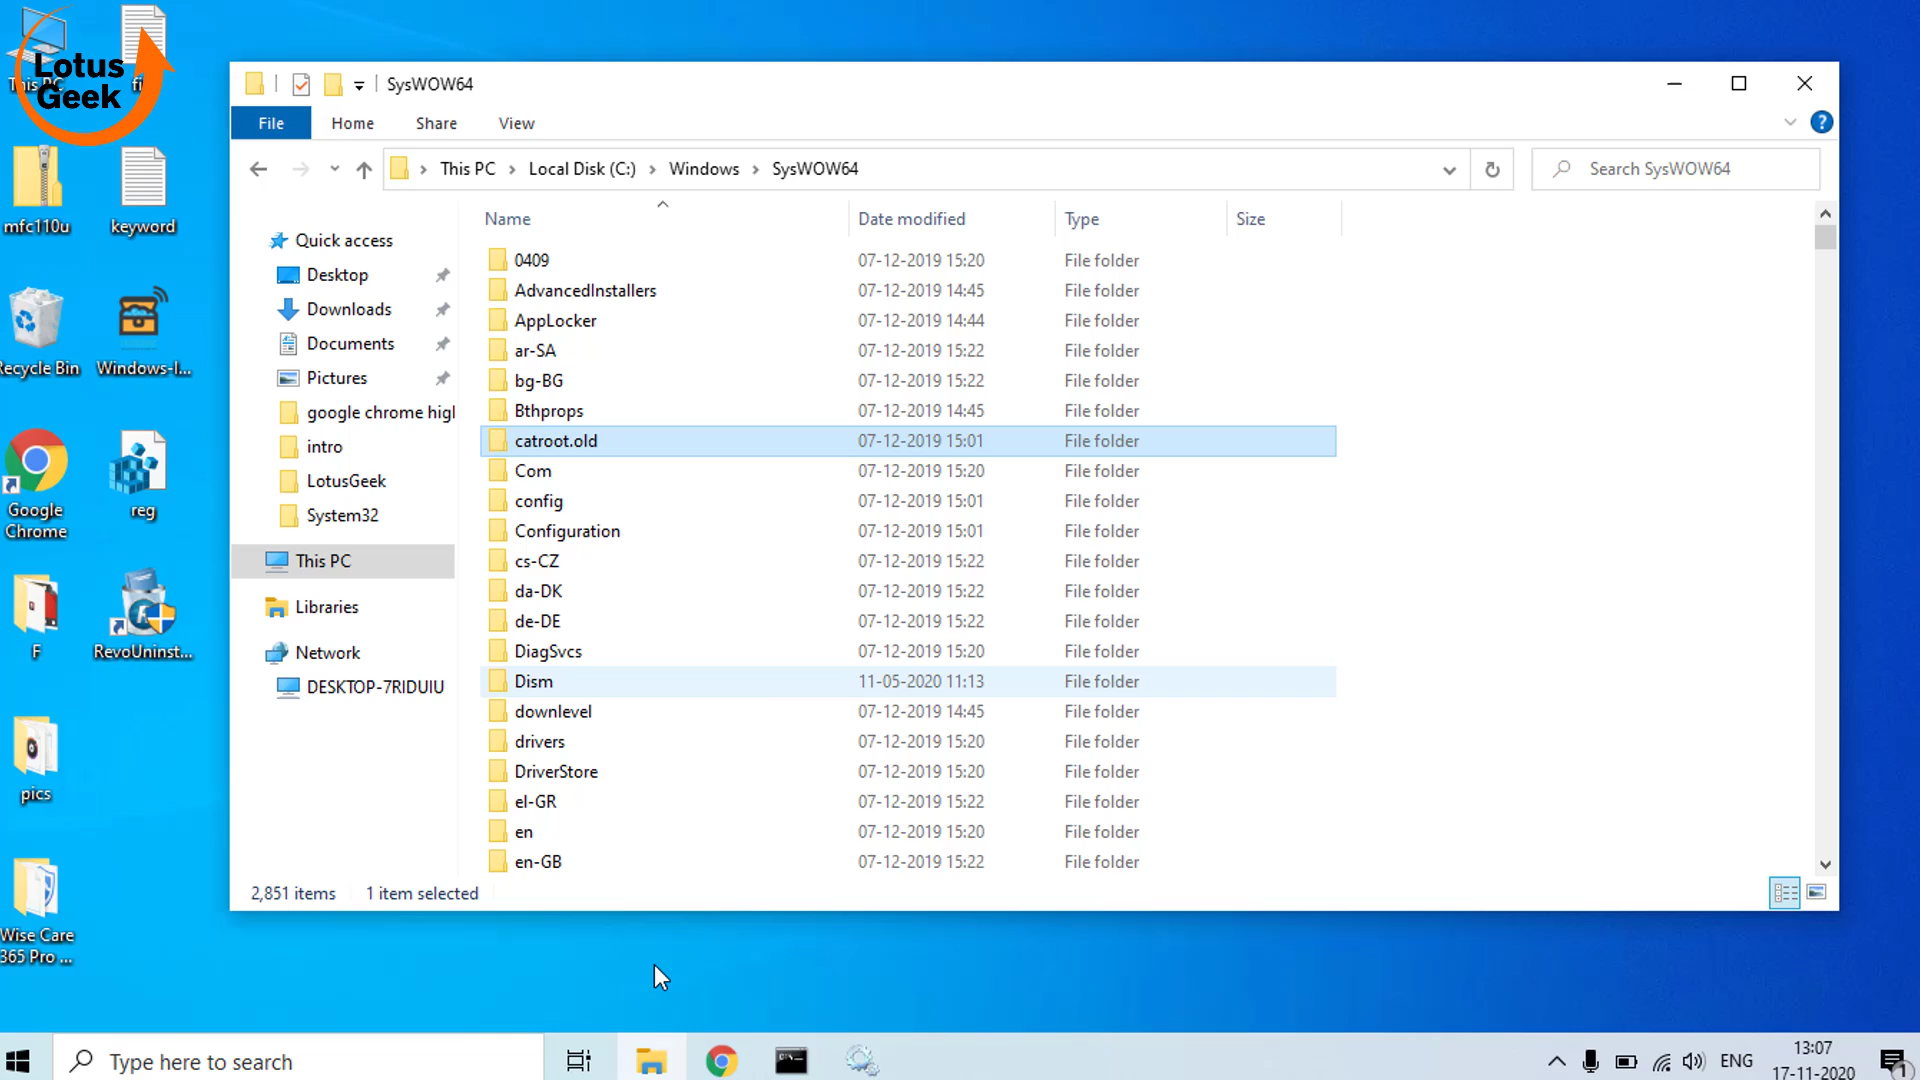 Lotus
Geek
This PC
fi
mfc110u
keyword
Recycle Bin
Windows-I...
Google
Chrome
reg
F
RevoUninst...
pics
Wise Care
365 Pro ...
SysWOW64
File
Home
Share
View
This PC
Local Disk (C:)
Windows
SysWOW64
Search SysWOW64
Quick access
Desktop
Downloads
Documents
Pictures
google chrome higl
intro
LotusGeek
System32
This PC
Libraries
Network
DESKTOP-7RIDUIU
Name Date modified Type Size
0409 07-12-2019 15:20 File folder
AdvancedInstallers 07-12-2019 14:45 File folder
AppLocker 07-12-2019 14:44 File folder
ar-SA 07-12-2019 15:22 File folder
bg-BG 07-12-2019 15:22 File folder
Bthprops 07-12-2019 14:45 File folder
catroot.old 07-12-2019 15:01 File folder
Com 07-12-2019 15:20 File folder
config 07-12-2019 15:01 File folder
Configuration 07-12-2019 15:01 File folder
cs-CZ 07-12-2019 15:22 File folder
da-DK 07-12-2019 15:22 File folder
de-DE 07-12-2019 15:22 File folder
DiagSvcs 07-12-2019 15:20 File folder
Dism 11-05-2020 11:13 File folder
downlevel 07-12-2019 14:45 File folder
drivers 07-12-2019 15:20 File folder
DriverStore 07-12-2019 15:20 File folder
el-GR 07-12-2019 15:22 File folder
en 07-12-2019 15:20 File folder
en-GB 07-12-2019 15:22 File folder
2,851 items 1 item selected
Type here to search
ENG
13:07
17-11-2020
1